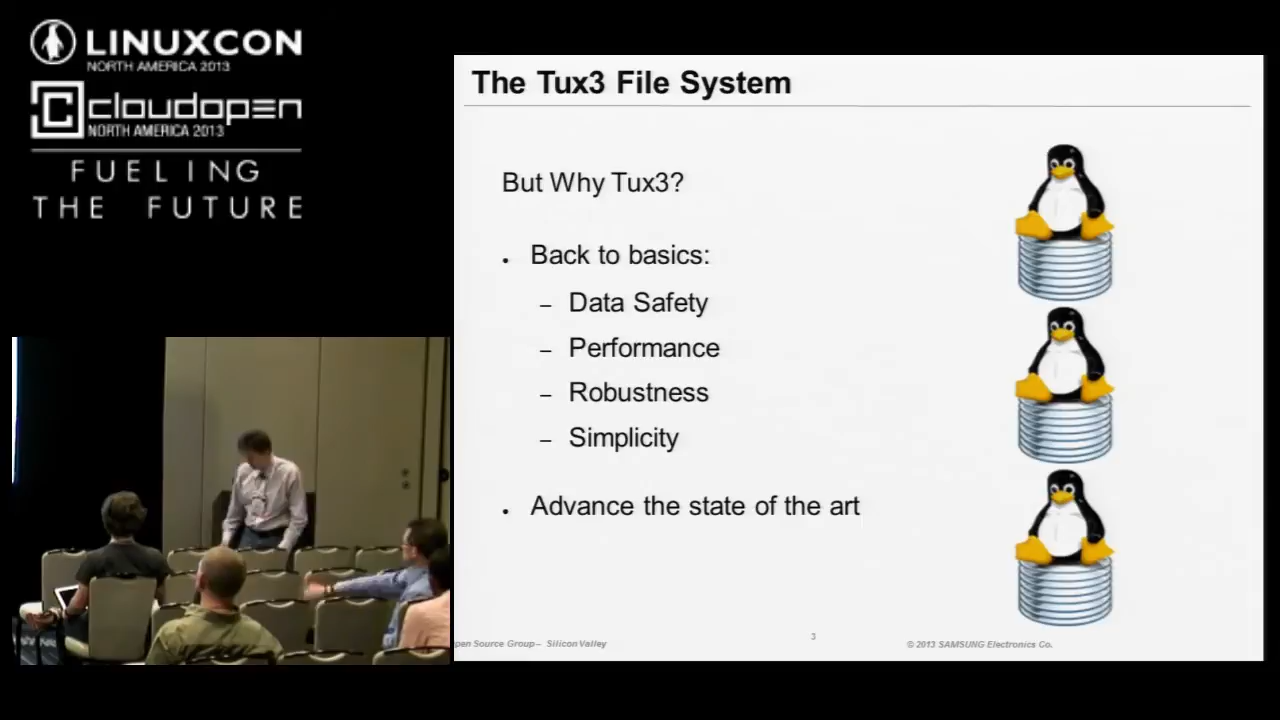 LINUXCON
NORTH AMERICA 2013
cloudopen
NORTH AMERICA 2013
FUELING
THE FUTURE
The Tux3 File System
But Why Tux3?
• Back to basics:
– Data Safety
– Performance
– Robustness
– Simplicity
• Advance the state of the art
pen Source Group – Silicon Valley
3
© 2013 SAMSUNG Electronics Co.